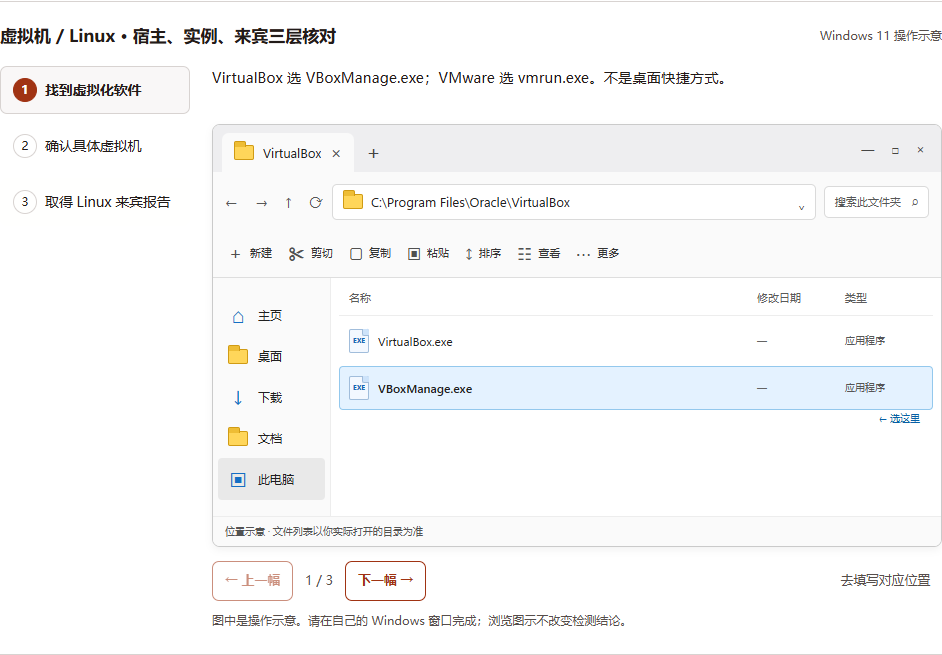 虚拟机 / Linux • 宿主、实例、来宾三层核对
Windows 11 操作示意
1 找到虚拟化软件
2 确认具体虚拟机
3 取得 Linux 来宾报告
VirtualBox 选 VBoxManage.exe；VMware 选 vmrun.exe。不是桌面快捷方式。
VirtualBox × +
— □ ×
← → ↑ ⟳ C:\Program Files\Oracle\VirtualBox
搜索此文件夹
+ 新建 剪切 复制 粘贴 ↕ 排序 查看 ··· 更多
主页
桌面
↓ 下载
文档
此电脑
名称 修改日期 类型
EXE VirtualBox.exe — 应用程序
EXE VBoxManage.exe — 应用程序
← 选这里
位置示意 · 文件列表以你实际打开的目录为准
← 上一幅 1 / 3 下一幅 →
去填写对应位置
图中是操作示意。请在自己的 Windows 窗口完成；浏览图示不改变检测结论。